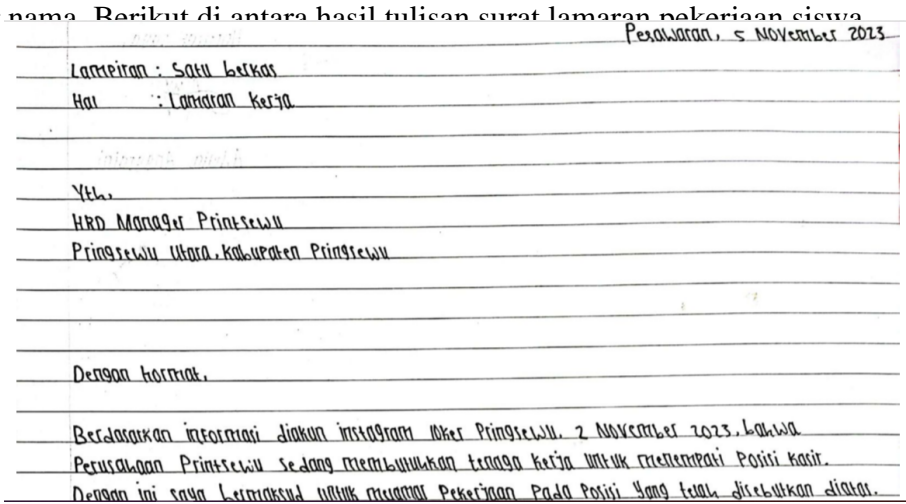 nama. Berikut di antara hasil tulisan surat lamaran pekerjaan siswa
Pesawaran, 5 November 2023
Lampiran : Satu berkas
Hal : Lamaran kerja
Yth,
HRD Manager Printsewu
Pringsewu Utara, Kabupaten Pringsewu
Dengan hormat,
Berdasarkan informasi diakun instagram loker Pringsewu, 2 November 2023, bahwa
Perusahaan Printsewu sedang membutuhkan tenaga kerja untuk menempati Posisi kasir.
Dengan ini saya bermaksud untuk melamar Pekerjaan Pada Posisi Yang telah disebutkan diatas.